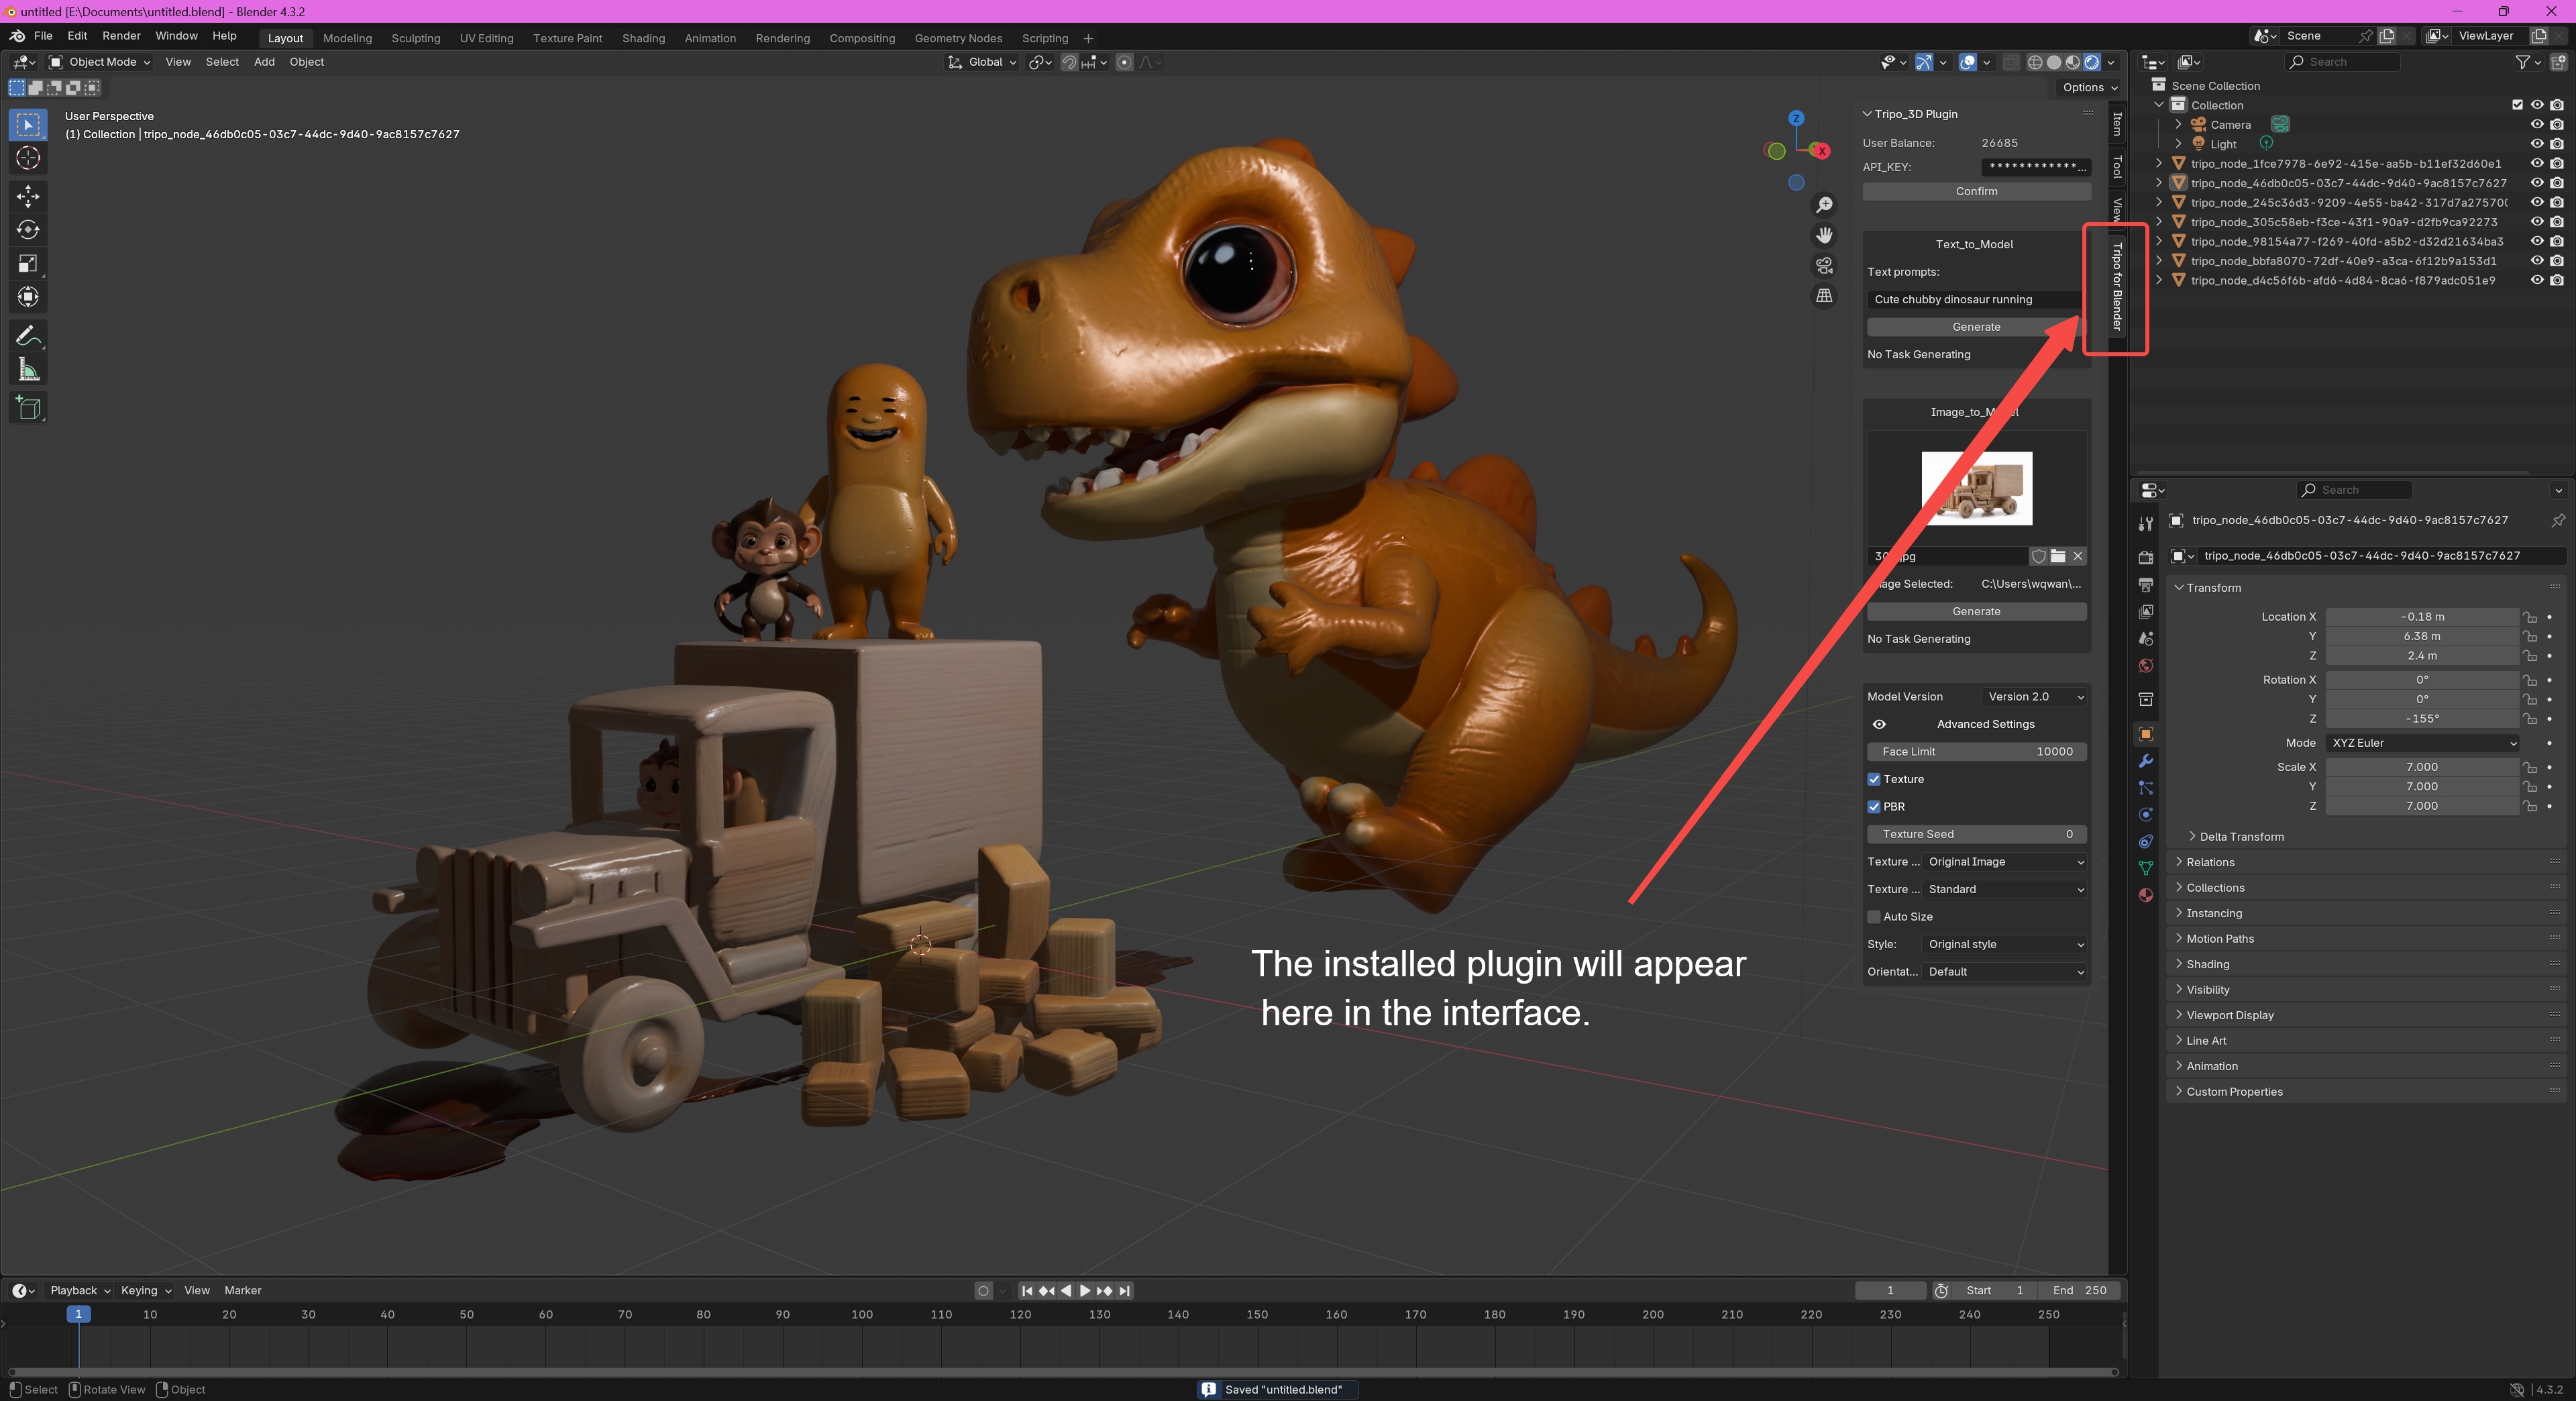 untitled [E:\Documents\untitled.blend] - Blender 4.3.2
File Edit Render Window Help
Layout Modeling Sculpting UV Editing Texture Paint Shading Animation Rendering Compositing Geometry Nodes Scripting +
Scene
ViewLayer
Object Mode View Select Add Object
Global
Options
User Perspective
(1) Collection | tripo_node_46db0c05-03c7-44dc-9d40-9ac8157c7627
Z
X
Tripo_3D Plugin
User Balance: 26685
API_KEY: ************...
Confirm
Text_to_Model
Text prompts:
Cute chubby dinosaur running
Generate
No Task Generating
Generate
No Task Generating
Model Version Version 2.0
Advanced Settings
Face Limit 10000
Texture
PBR
Texture Seed 0
Texture ... Original Image
Texture ... Standard
Auto Size
Style: Original style
Orientat... Default
Item
Tool
View
Tripo for Blender
The installed plugin will appear
here in the interface.
Search
Scene Collection
Collection
Camera
Light
tripo_node_1fce7978-6e92-415e-aa5b-b11ef32d60e1
tripo_node_46db0c05-03c7-44dc-9d40-9ac8157c7627
tripo_node_245c36d3-9209-4e55-ba42-317d7a275700
tripo_node_305c58eb-f3ce-43f1-90a9-d2fb9ca92273
tripo_node_98154a77-f269-40fd-a5b2-d32d21634ba3
tripo_node_bbfa8070-72df-40e9-a3ca-6f12b9a153d1
tripo_node_d4c56f6b-afd6-4d84-8ca6-f879adc051e9
Search
tripo_node_46db0c05-03c7-44dc-9d40-9ac8157c7627
tripo_node_46db0c05-03c7-44dc-9d40-9ac8157c7627
Transform
Location X -0.18 m
Y 6.38 m
Z 2.4 m
Rotation X 0°
Y 0°
Z -155°
Mode XYZ Euler
Scale X 7.000
Y 7.000
Z 7.000
Delta Transform
Relations
Collections
Instancing
Motion Paths
Shading
Visibility
Viewport Display
Line Art
Animation
Custom Properties
Playback Keying View Marker
1 Start 1 End 250
1 10 20 30 40 50 60 70 80 90 100 110 120 130 140 150 160 170 180 190 200 210 220 230 240 250
Select Rotate View Object
Saved "untitled.blend"
4.3.2